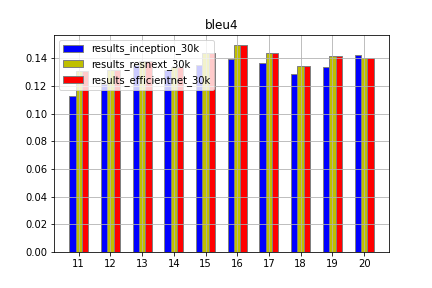 bleu4
results_inception_30k
results_resnext_30k
results_efficientnet_30k
0.14
0.12
0.10
0.08
0.06
0.04
0.02
0.00
11 12 13 14 15 16 17 18 19 20